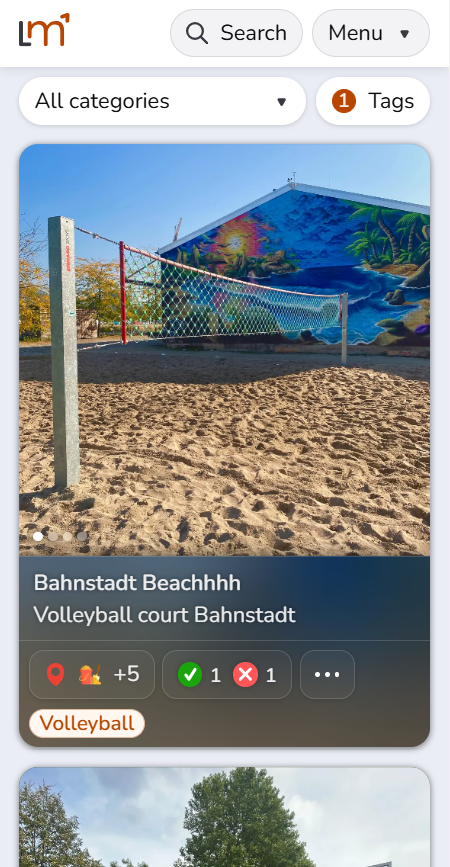 Lm
Search
Menu
All categories
1 Tags
Bahnstadt Beachhhh
Volleyball court Bahnstadt
+5
1
1
Volleyball